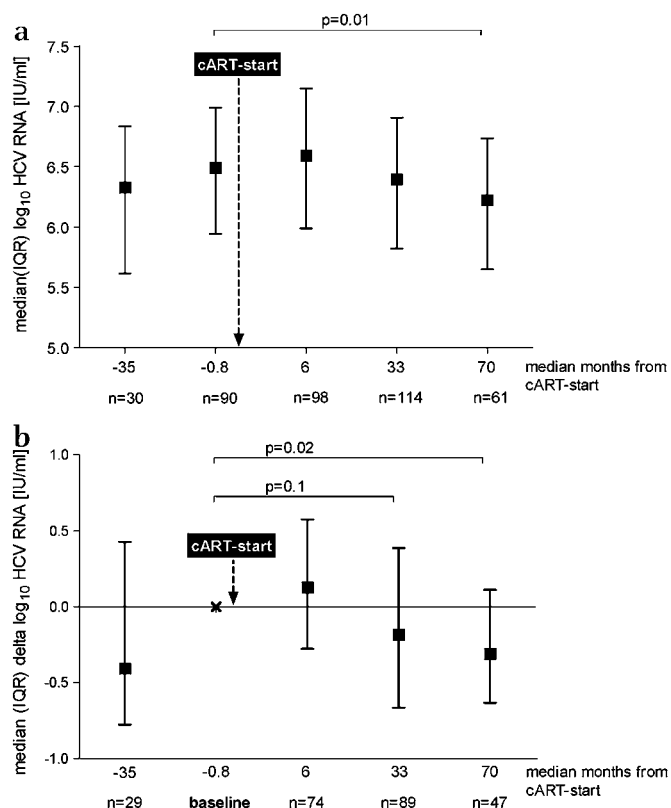 a
p=0.01
cART-start
median(IQR) log10 HCV RNA [IU/ml]
7.5
7.0
6.5
6.0
5.5
5.0
-35 -0.8 6 33 70 median months from
cART-start
n=30 n=90 n=98 n=114 n=61
b
p=0.02
p=0.1
cART-start
median (IQR) delta log10 HCV RNA [IU/ml]
1.0
0.5
0.0
-0.5
-1.0
-35 -0.8 6 33 70 median months from
cART-start
n=29 baseline n=74 n=89 n=47